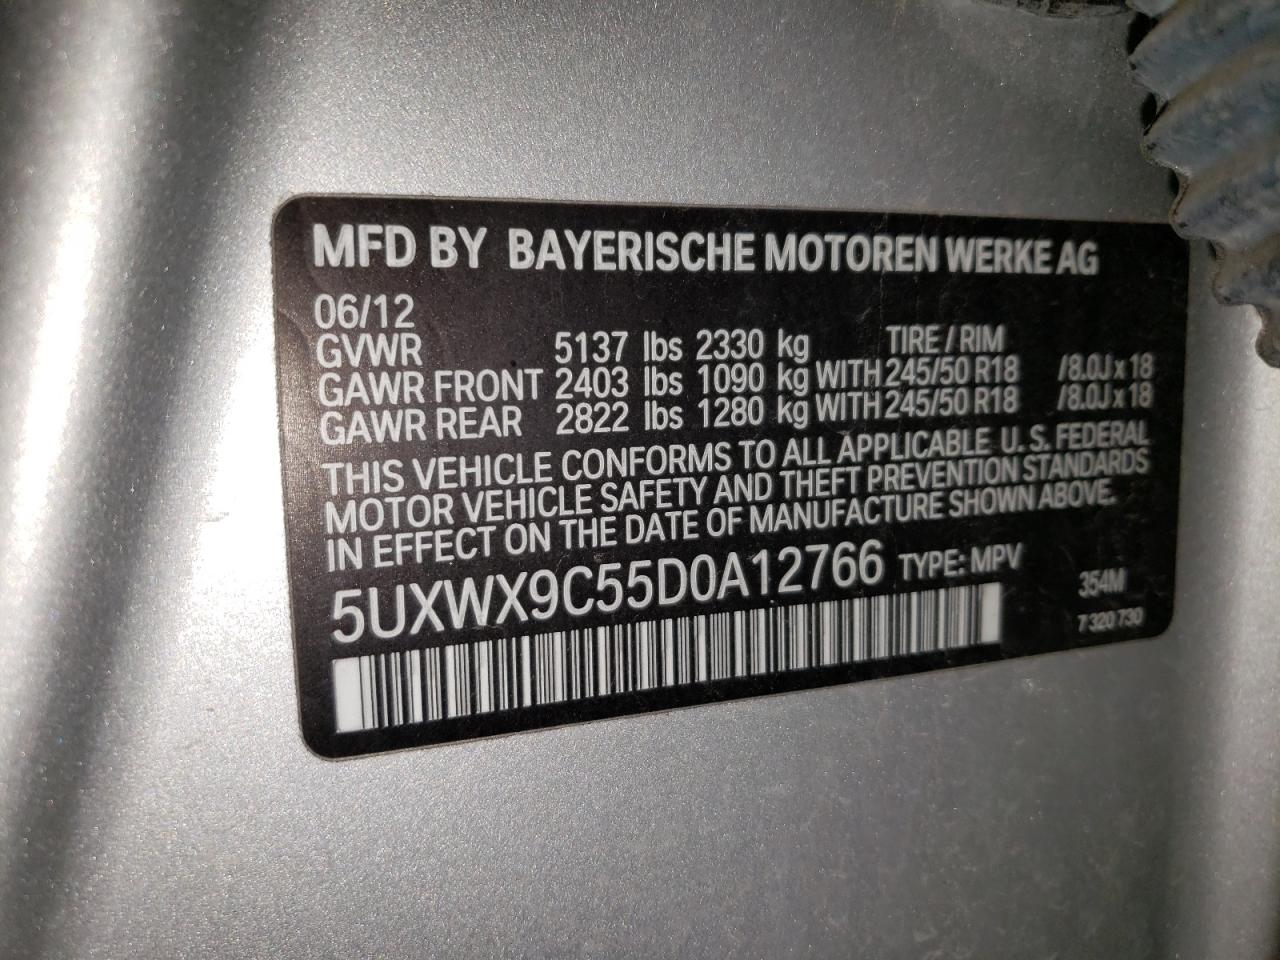 MFD BY BAYERISCHE MOTOREN WERKE AG
06/12
GVWR 5137 lbs 2330 kg TIRE / RIM
GAWR FRONT 2403 lbs 1090 kg WITH 245/50 R18 /8.0J x 18
GAWR REAR 2822 lbs 1280 kg WITH 245/50 R18 /8.0J x 18
THIS VEHICLE CONFORMS TO ALL APPLICABLE U.S. FEDERAL
MOTOR VEHICLE SAFETY AND THEFT PREVENTION STANDARDS
IN EFFECT ON THE DATE OF MANUFACTURE SHOWN ABOVE.
5UXWX9C55D0A12766 TYPE: MPV
354M
7 320 730